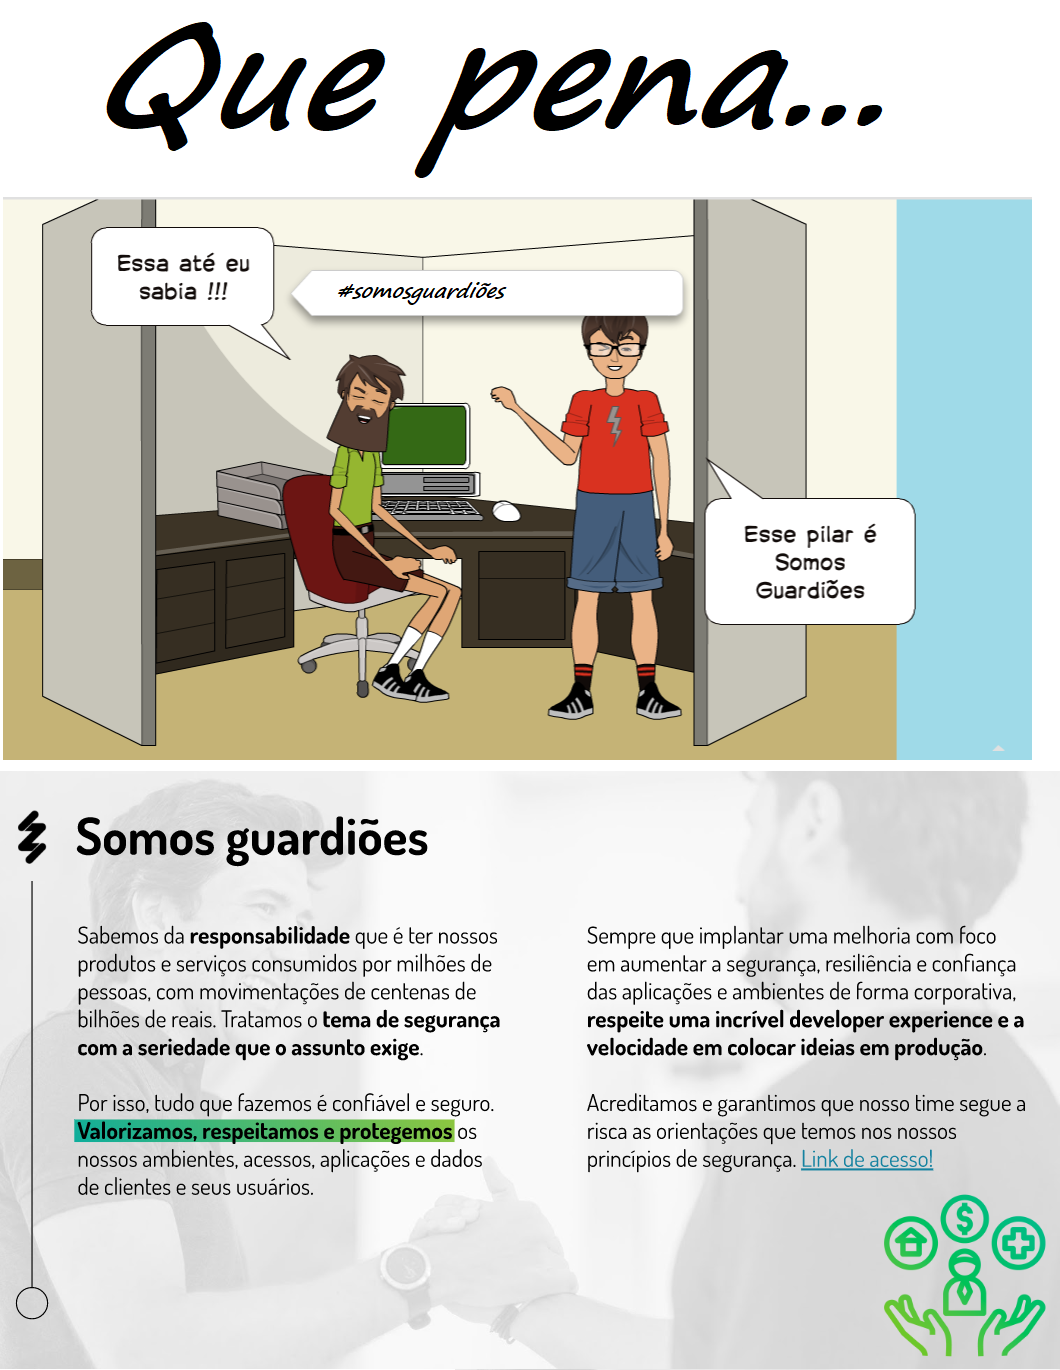 Que pena...
Essa até eu
sabia !!!
#somosguardiões
Esse pilar é
Somos
Guardiões
Somos guardiões
Sabemos da responsabilidade que é ter nossos
produtos e serviços consumidos por milhões de
pessoas, com movimentações de centenas de
bilhões de reais. Tratamos o tema de segurança
com a seriedade que o assunto exige.
Por isso, tudo que fazemos é confiável e seguro.
Valorizamos, respeitamos e protegemos os
nossos ambientes, acessos, aplicações e dados
de clientes e seus usuários.
Sempre que implantar uma melhoria com foco
em aumentar a segurança, resiliência e confiança
das aplicações e ambientes de forma corporativa,
respeite uma incrível developer experience e a
velocidade em colocar ideias em produção.
Acreditamos e garantimos que nosso time segue a
risca as orientações que temos nos nossos
princípios de segurança. Link de acesso!